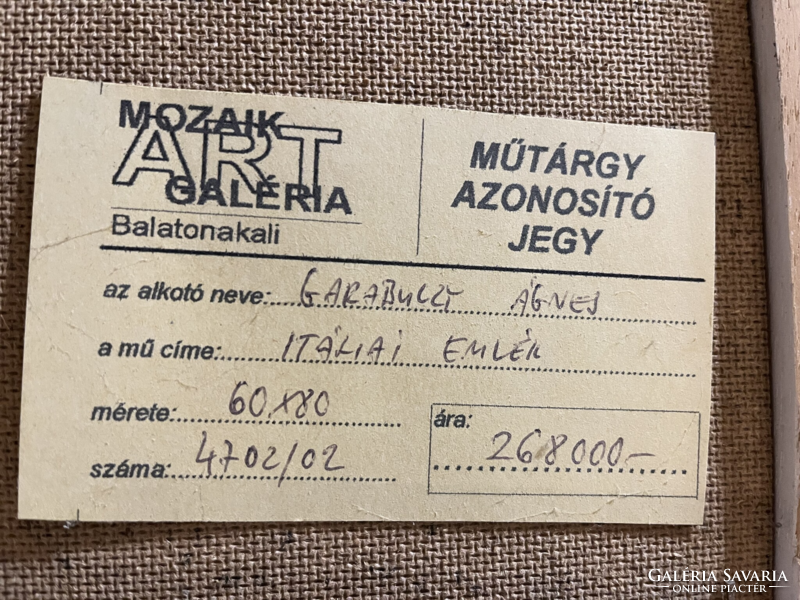 MOZAIK
ART
GALÉRIA
Balatonakali
MŰTÁRGY
AZONOSÍTÓ
JEGY
az alkotó neve: GARABUCZY ÁGNES
a mű címe: ITÁLIAI EMLÉK
mérete: 60x80
száma: 4702/02
ára:
268000-
GALÉRIA SAVARIA
ONLINE PIACTÉR